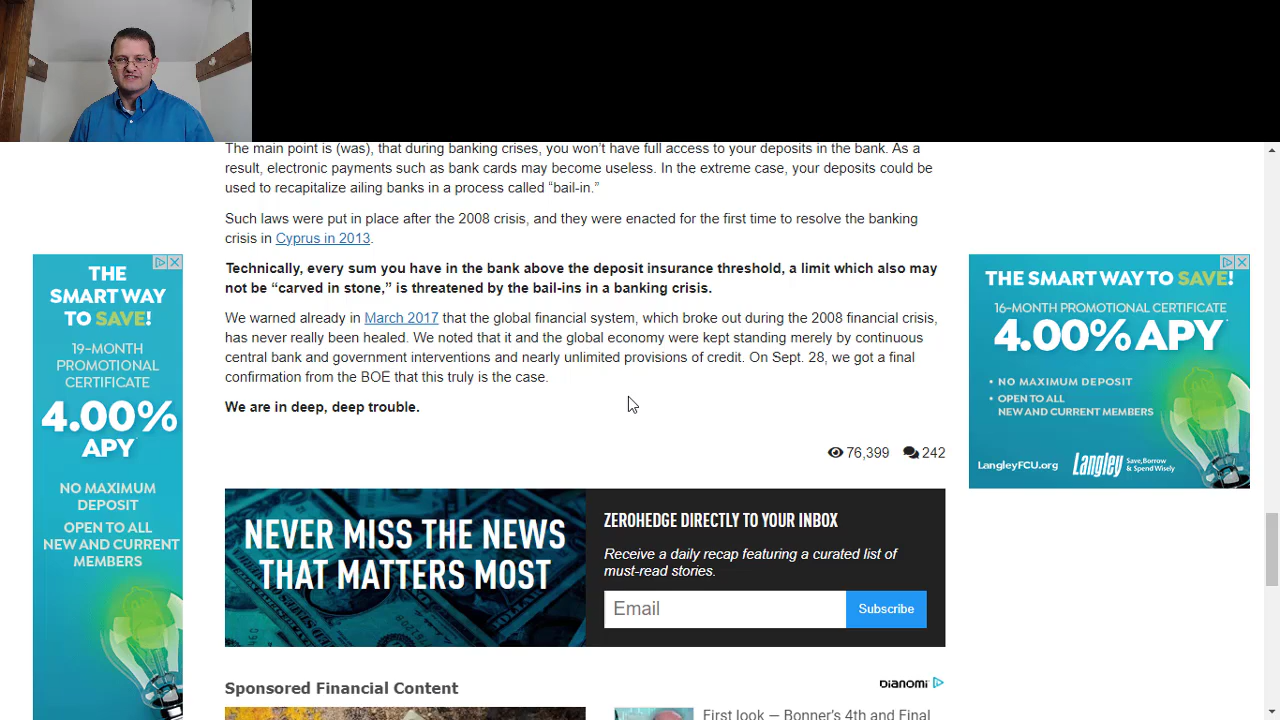 The main point is (was), that during banking crises, you won't have full access to your deposits in the bank. As a
result, electronic payments such as bank cards may become useless. In the extreme case, your deposits could be
used to recapitalize ailing banks in a process called “bail-in.”
Such laws were put in place after the 2008 crisis, and they were enacted for the first time to resolve the banking
crisis in Cyprus in 2013.
Technically, every sum you have in the bank above the deposit insurance threshold, a limit which also may
not be “carved in stone,” is threatened by the bail-ins in a banking crisis.
We warned already in March 2017 tat the global financial system, which broke out during the 2008 financial crisis,
has never really been healed. We noted that it and the global economy were kept standing merely by continuous
central bank and government interventions and nearly unlimited provisions of credit. On Sept. 28, we got a final
confirmation from the BOE that this truly is the case.
We are in deep, deep trouble.
76,399 242
NEVER MISS THE NEWS
THAT MATTERS MOST
ZEROHEDGE DIRECTLY TO YOUR INBOX
Receive a daily recap featuring a curated list of
must-read stories.
Email
Subscribe
Sponsored Financial Content
DIANOMI
First look — Bonner's 4th and Final
THE
SMART WAY
TO SAVE!
19-MONTH
PROMOTIONAL
CERTIFICATE
4.00%
APY
NO MAXIMUM
DEPOSIT
OPEN TO ALL
NEW AND CURRENT
MEMBERS
THE SMART WAY TO SAVE!
16-MONTH PROMOTIONAL CERTIFICATE
4.00% APY
• NO MAXIMUM DEPOSIT
• OPEN TO ALL
NEW AND CURRENT MEMBERS
LangleyFCU.org
Langley
Save, Borrow
& Spend Wisely